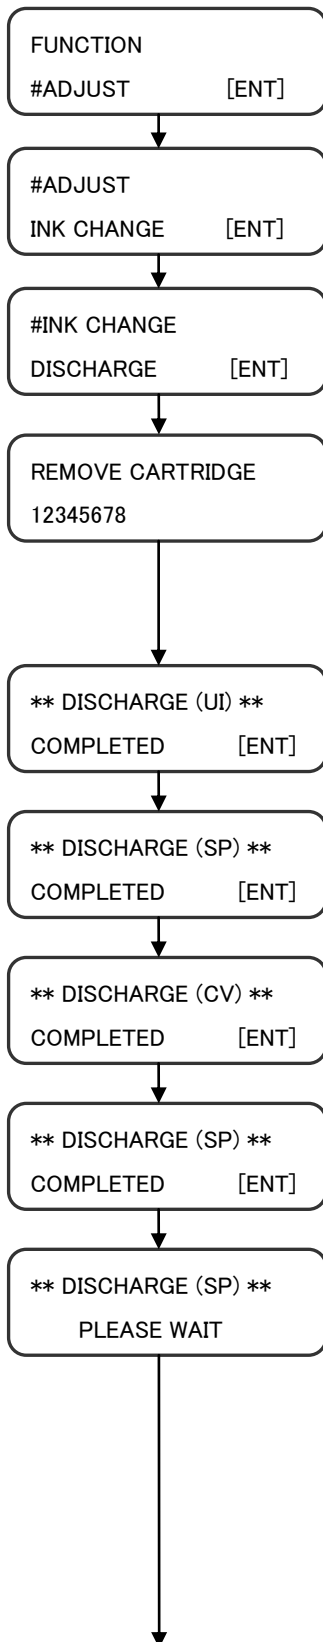 FUNCTION
#ADJUST [ENT]
#ADJUST
INK CHANGE [ENT]
#INK CHANGE
DISCHARGE [ENT]
REMOVE CARTRIDGE
12345678
** DISCHARGE (UI) **
COMPLETED [ENT]
** DISCHARGE (SP) **
COMPLETED [ENT]
** DISCHARGE (CV) **
COMPLETED [ENT]
** DISCHARGE (SP) **
COMPLETED [ENT]
** DISCHARGE (SP) **
PLEASE WAIT